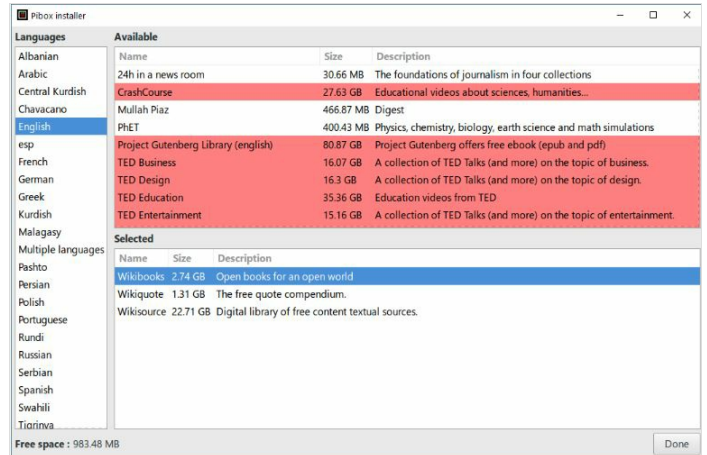 Pibox installer
Languages
Albanian
Arabic
Central Kurdish
Chavacano
English
esp
French
German
Greek
Kurdish
Malagasy
Multiple languages
Pashto
Persian
Polish
Portuguese
Rundi
Russian
Serbian
Spanish
Swahili
Tigrinya
Available
Name Size Description
24h in a news room 30.66 MB The foundations of journalism in four collections
CrashCourse 27.63 GB Educational videos about sciences, humanities...
Mullah Piaz 466.87 MB Digest
PhET 400.43 MB Physics, chemistry, biology, earth science and math simulations
Project Gutenberg Library (english) 80.87 GB Project Gutenberg offers free ebook (epub and pdf)
TED Business 16.07 GB A collection of TED Talks (and more) on the topic of business.
TED Design 16.3 GB A collection of TED Talks (and more) on the topic of design.
TED Education 35.36 GB Education videos from TED
TED Entertainment 15.16 GB A collection of TED Talks (and more) on the topic of entertainment.
Selected
Name Size Description
Wikibooks 2.74 GB Open books for an open world
Wikiquote 1.31 GB The free quote compendium.
Wikisource 22.71 GB Digital library of free content textual sources.
Free space : 983.48 MB
Done